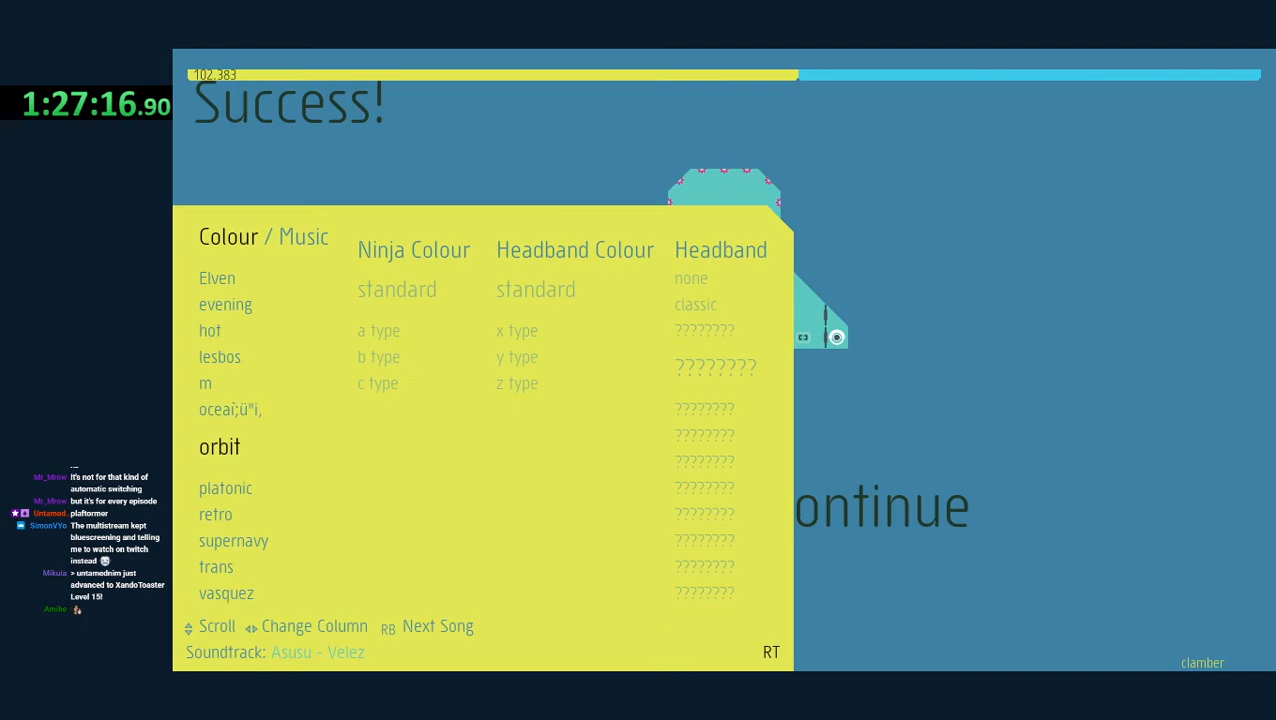 102.383
1:27:16.90
Success!
Colour / Music
Ninja Colour
Headband Colour
Headband
Elven
evening
hot
lesbos
m
orbit
platonic
retro
supernavy
trans
vasquez
standard
a type
b type
c type
standard
x type
y type
z type
none
classic
????????
????????
????????
????????
????????
????????
????????
????????
????????
????????
ontinue
Scroll
Change Column
RB Next Song
Soundtrack: Asusu - Velez
RT
clamber
Mr_Mrow It's not for that kind of
automatic switching
Mr_Mrow but it's for every episode
Untamed.. plaftormer
SimonVYo The multistream kept
bluescreening and telling
me to watch on twitch
instead
Mikuia > untamednim just
advanced to XandoToaster
Level 15!
Amibe